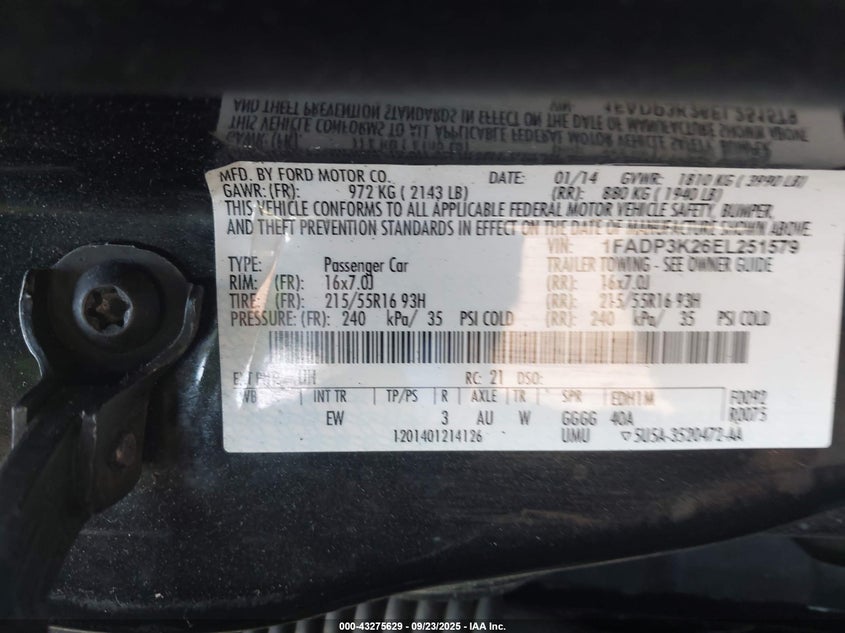 MFD. BY FORD MOTOR CO. DATE: 01/14 GVWR: 1810 KG ( 3990 LB)
GAWR:(FR): 972 KG ( 2143 LB) (RR): 880 KG ( 1940 LB)
THIS VEHICLE CONFORMS TO ALL APPLICABLE FEDERAL MOTOR VEHICLE SAFETY, BUMPER,
AND THEFT PREVENTION STANDARDS IN EFFECT ON THE DATE OF MANUFACTURE SHOWN ABOVE.
VIN: 1FADP3K26EL251579
TYPE: Passenger Car TRAILER TOWING - SEE OWNER GUIDE
RIM: (FR): 16x7.0J (RR): 16x7.0J
TIRE: (FR): 215/55R16 93H (RR): 215/55R16 93H
PRESSURE: (FR): 240 kPa/ 35 PSI COLD (RR): 240 kPa/ 35 PSI COLD
EXT UH RC: 21 DSO:
WB INT TR TP/PS R AXLE TR SPR EDH1M F0092
EW 3 AU W GGGG 40A R0075
1201401214126 UMU ▽ 5U5A-3520472-AA
000-43275629 - 09/23/2025 - IAA Inc.